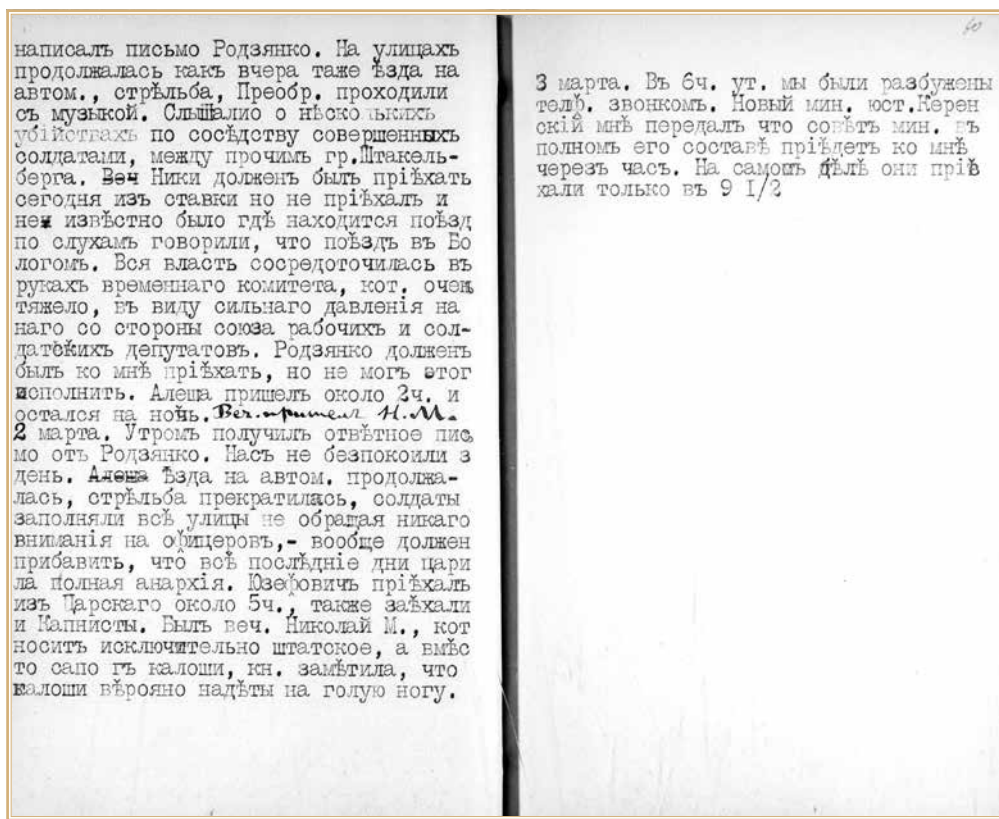 написалъ письмо Родзянко. На улицахъ
продолжалась какъ вчера таже ѣзда на
автом., стрѣльба, Преобр. проходили
съ музыкой. Слышалио о нѣсколькихъ
убійствахъ по сосѣдству совершенныхъ
солдатами, между прочимъ гр.Штакель-
берга. Веч Ники долженъ былъ пріѣхать
сегодня изъ ставки но не пріѣхалъ и
не извѣстно было гдѣ находится поѣзд
по слухамъ говорили, что поѣздъ въ Бо
логомъ. Вся власть сосредоточилась въ
рукахъ временнаго комитета, кот. очен
тяжело, въ виду сильнаго давленія на
наго со стороны союза рабочихъ и сол-
датскихъ депутатовъ. Родзянко долженъ
былъ ко мнѣ пріѣхать, но не могъ этог
исполнить. Алеша пришелъ около 2ч. и
остался на ночь. Веч. пришелъ Н.М.
2 марта. Утромъ получилъ отвѣтное пис
мо отъ Родзянко. Насъ не безпокоили з
день. Алеша Ѣзда на автом. продолжа-
лась, стрѣльба прекратилась, солдаты
заполняли всѣ улицы не обращая никаго
вниманія на офицеровъ,- вообще должен
прибавить, что всѣ послѣдніе дни цари
ла полная анархія. Юзефовичъ пріѣхалъ
изъ Царскаго около 5ч., также заѣхали
и Капнисты. Былъ веч. Николай М., кот
носитъ исключительно штатское, а вмѣс
то сапо гъ калоши, кн. замѣтила, что
калоши вѣрояно надѣты на голую ногу.
60
3 марта. Въ 6ч. ут. мы были разбужены
телф. звонкомъ. Новый мин. юст.Керен
скій мнѣ передалъ что совѣтъ мин. въ
полномъ его составѣ пріѣдетъ ко мнѣ
черезъ часъ. На самомъ дѣлѣ они пріѣ
хали только въ 9 I/2